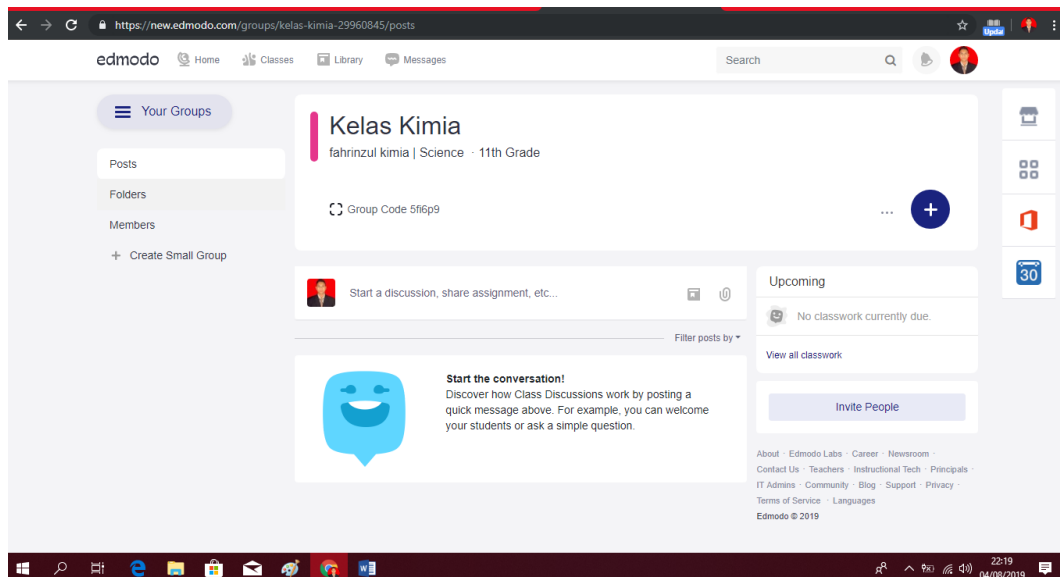 https://new.edmodo.com/groups/kelas-kimia-29960845/posts
Upda
edmodo
Home
Classes
Library
Messages
Search
Your Groups
Posts
Folders
Members
+ Create Small Group
Kelas Kimia
fahrinzul kimia | Science · 11th Grade
Group Code 5fi6p9
...
+
30
Start a discussion, share assignment, etc...
Filter posts by
Start the conversation!
Discover how Class Discussions work by posting a
quick message above. For example, you can welcome
your students or ask a simple question.
Upcoming
No classwork currently due.
View all classwork
Invite People
About · Edmodo Labs · Career · Newsroom ·
Contact Us · Teachers · Instructional Tech · Principals ·
IT Admins · Community · Blog · Support · Privacy ·
Terms of Service · Languages
Edmodo © 2019
22:19
04/08/2019